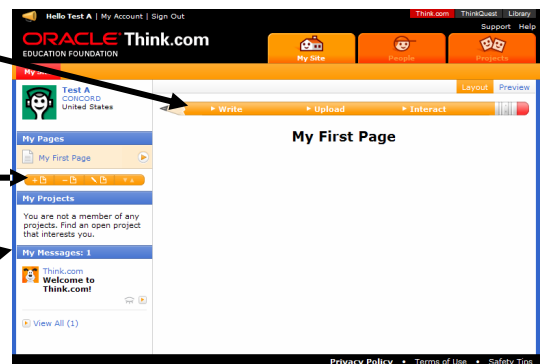 Hello Test A | My Account | Sign Out
Think.com ThinkQuest Library
Support Help
ORACLE Think.com
EDUCATION FOUNDATION
My Site People Projects
My Site
Layout Preview
Test A
CONCORD
United States
Write Upload Interact
My First Page
My Pages
My First Page
My Projects
You are not a member of any
projects. Find an open project
that interests you.
My Messages: 1
Think.com
Welcome to
Think.com!
View All (1)
Privacy Policy • Terms of Use • Safety Tips